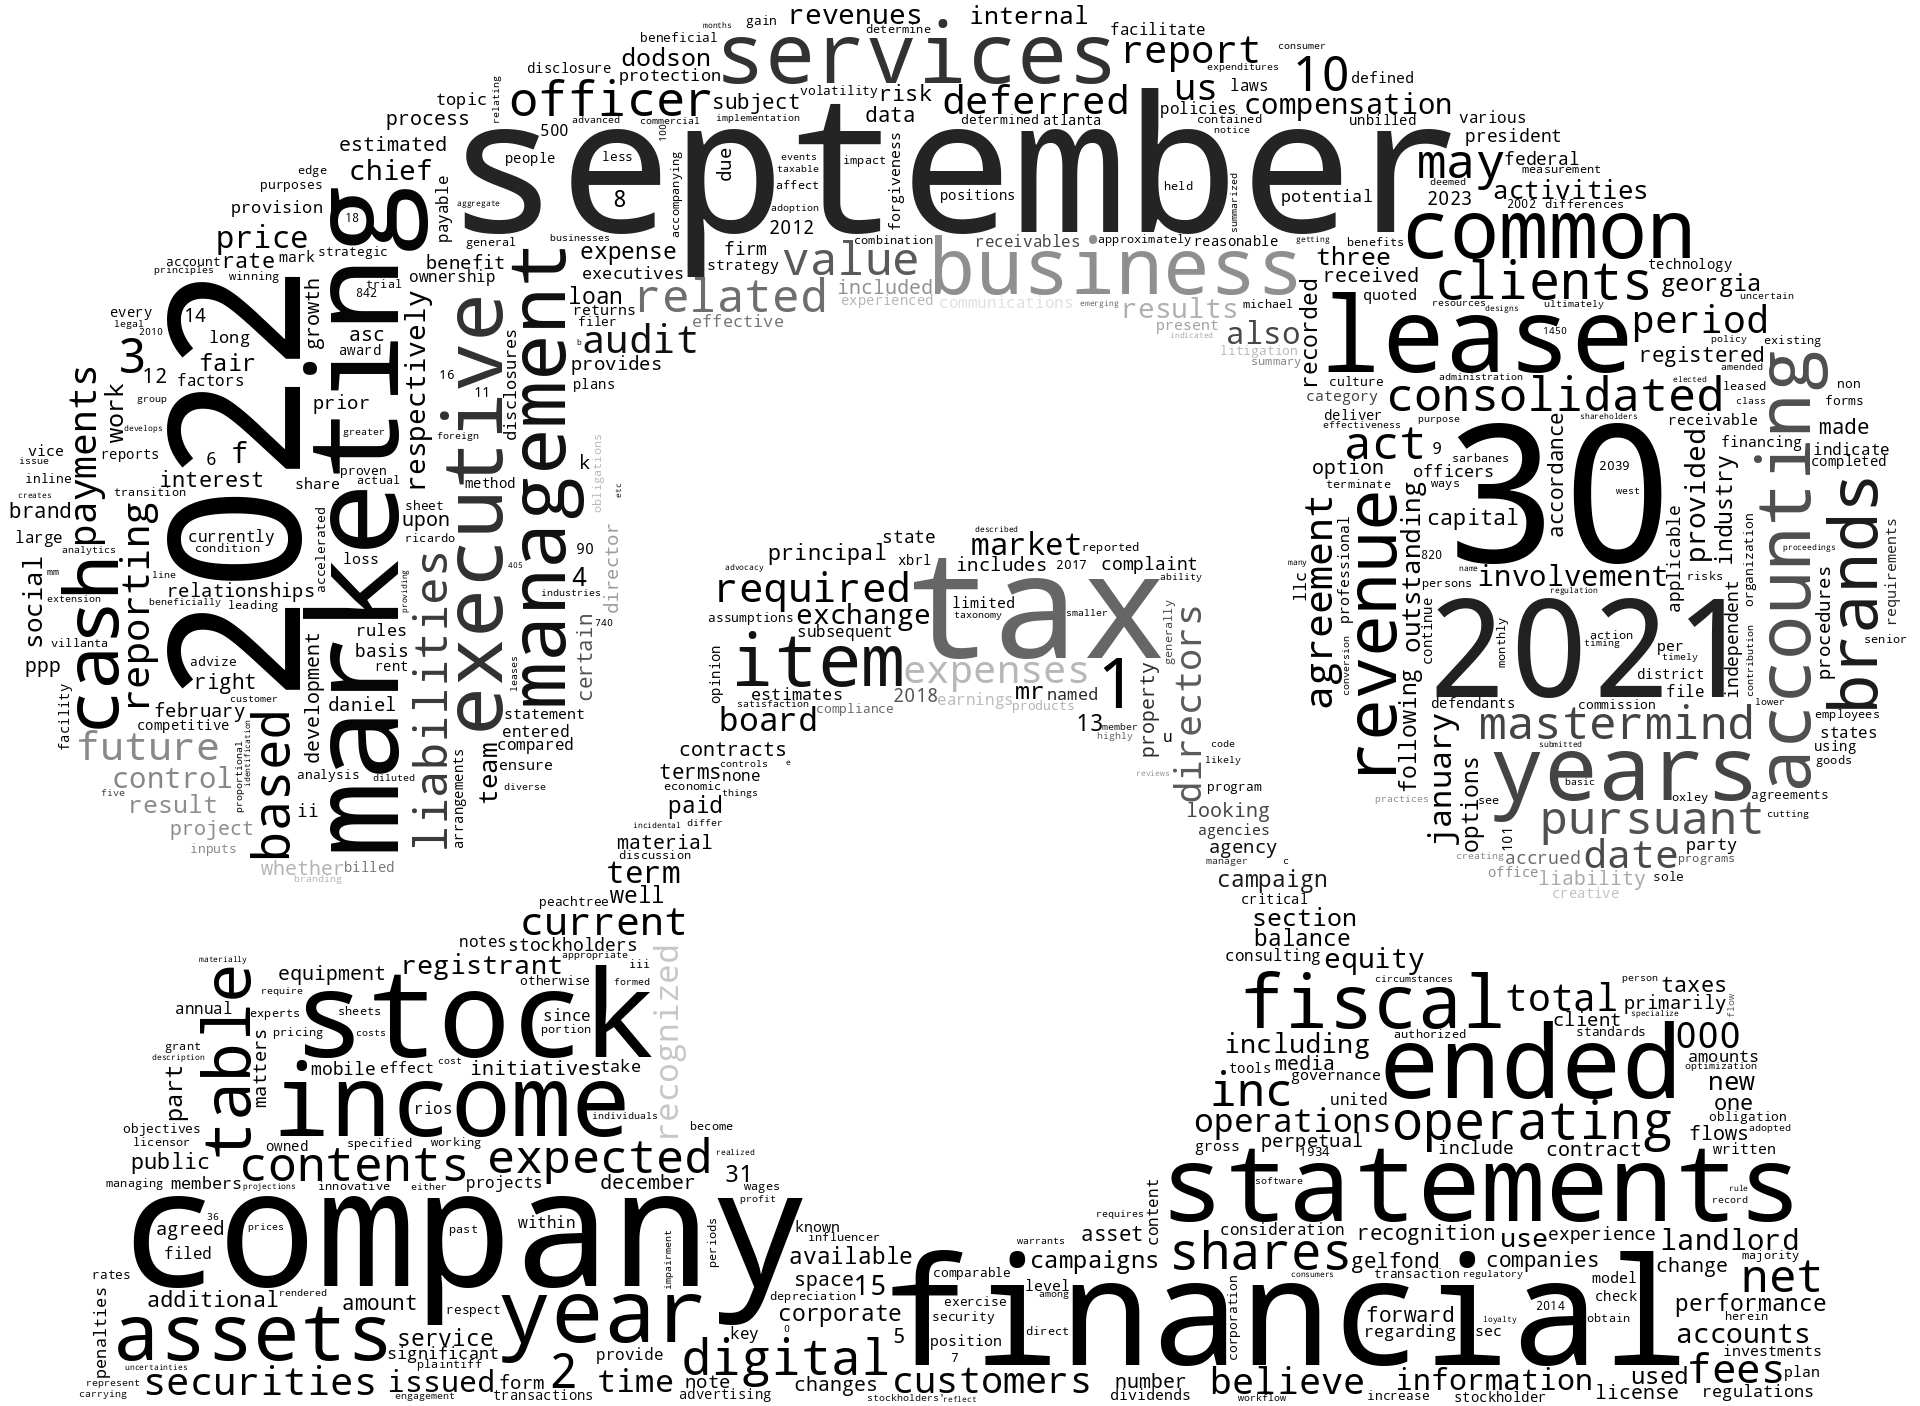 months gain revenues internal
beneficial determine facilitate
dodson services report consumer
disclosure protection us expenditures 10 defined
topic relating officer subject volatility risk deferred laws compensation
process 500 advanced commercial 100 implementation data determined atlanta policies contained notice unbilled various president
estimated september may federal
chief people less due events taxable impact positions held potential deemed measurement activities
edge purposes payable aggregate 8 accompanying affect adoption 2012 forgiveness summarized 2023 2002 differences
provision 18 marketing common
price general businesses expense firm combination receivables approximately reasonable getting benefits
account rate mark strategic benefit executives strategy value business three clients technology
principles winning trial ownership loan related included received georgia uncertain
every 14 growth 842 returns experienced communications emerging results michael quoted resources designs ultimately
legal 2010 long respectively filer effective present also recorded lease 1450 period
3 fair asc b audit indicated litigation policy existing
12 factors award 16 11 disclosures provides summary registered amended
payments work group prior executive management plans culture administration elected leased non
develops greater foreign category consolidated class forms
vice 6 f proven deliver effectiveness purpose shareholders receivable made
issue reports interest actual k act 9 sarbanes accordance financing indicate
inline transition share method obligations option officers 30 2039 completed
creates sheet etc terminate ways west
brand 2022 upon outstanding capital provided industry accounting brands
large currently ricardo state described agreement revenue
analytics condition loss 90 principal xbrl market reported 820 applicable organization proceedings requirements
social mm line accelerated 405 advocacy includes 2017 complaint many llc name involvement risks
extension relationships liabilities 4 director required tax ability professional persons regulation
cash reporting beneficially leading providing industries exchange limited smaller 2021 independent procedures
villanta rules 740 assumptions taxonomy continue monthly action timing per senior
ppp advize basis certain subsequent generally timely
right rent leases opinion item expenses directors conversion district contribution
facility customer development daniel estimates 2018 mr 1 named property file
february statement satisfaction compliance earnings products following defendants commission lower employees
competitive identification entered board 13 member highly u mastermind states
future based team compared contracts controls e code january submitted using
control proportional analysis diluted ensure terms none reviews likely years goods
five ii arrangements diverse economic things program practices options see basic oxley agreements
result paid looking pursuant cutting
project incidental differ agencies 101
inputs material agency date party
whether billed discussion manager c creating accrued programs
branding term campaign office liability sole
well critical creative
peachtree current section
notes stockholders balance
materially registrant appropriate iii recognized consulting equity
equipment otherwise formed circumstances person taxes
require table stock fiscal total primarily flow
annual experts sheets since client specialize
pricing costs portion authorized standards 000
grant description matters including ended amounts
mobile effect cost initiatives take tools media optimization
part income governance new
rios individuals inc united one
objectives become operations operating obligation adopted
licensor owned specified working realized gross perpetual flows
public contents expected 1934 include contract written
managing members projections innovative either projects december 31 wages software statements rule
36 company profit content record
agreed prices past within periods known requires asset consideration recognition use experience landlord
filed impairment influencer warrants shares gelfond companies majority
rates available campaigns consumers transaction regulatory change net
penalties additional rendered amount respect year space 15 comparable level among corporation financial model check
depreciation exercise 2014 performance
assets service corporate security forward loyalty obtain herein
significant key 0 5 position direct regarding sec accounts
uncertainties plaintiff provide digital 7 investments
represent securities issued form 2 time note customers number believe information used fees plan
carrying engagement transactions advertising changes stockholders' reflect dividends workflow increase stockholder license regulations